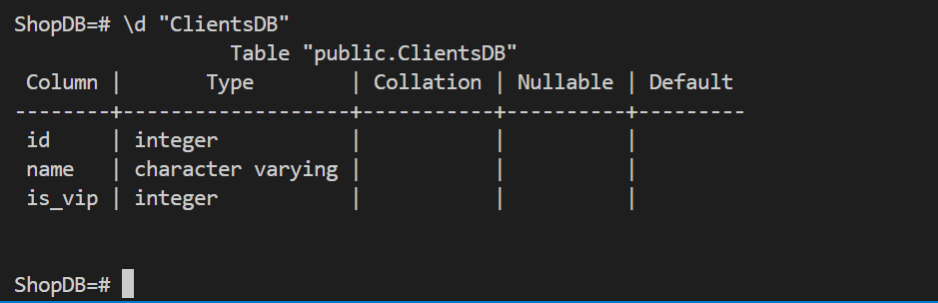 ShopDB=# \d "ClientsDB"
                  Table "public.ClientsDB"
 Column |       Type        | Collation | Nullable | Default
--------+-------------------+-----------+----------+---------
 id     | integer           |           |          |
 name   | character varying |           |          |
 is_vip | integer           |           |          |
ShopDB=#